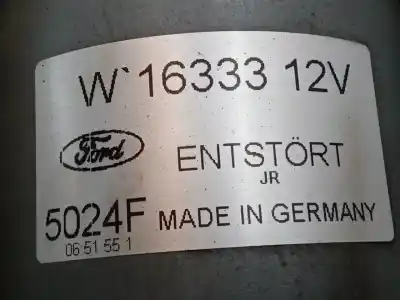 W`16333 12V
Ford ENTSTÖRT
JR
5024F MADE IN GERMANY
06 51 55 1